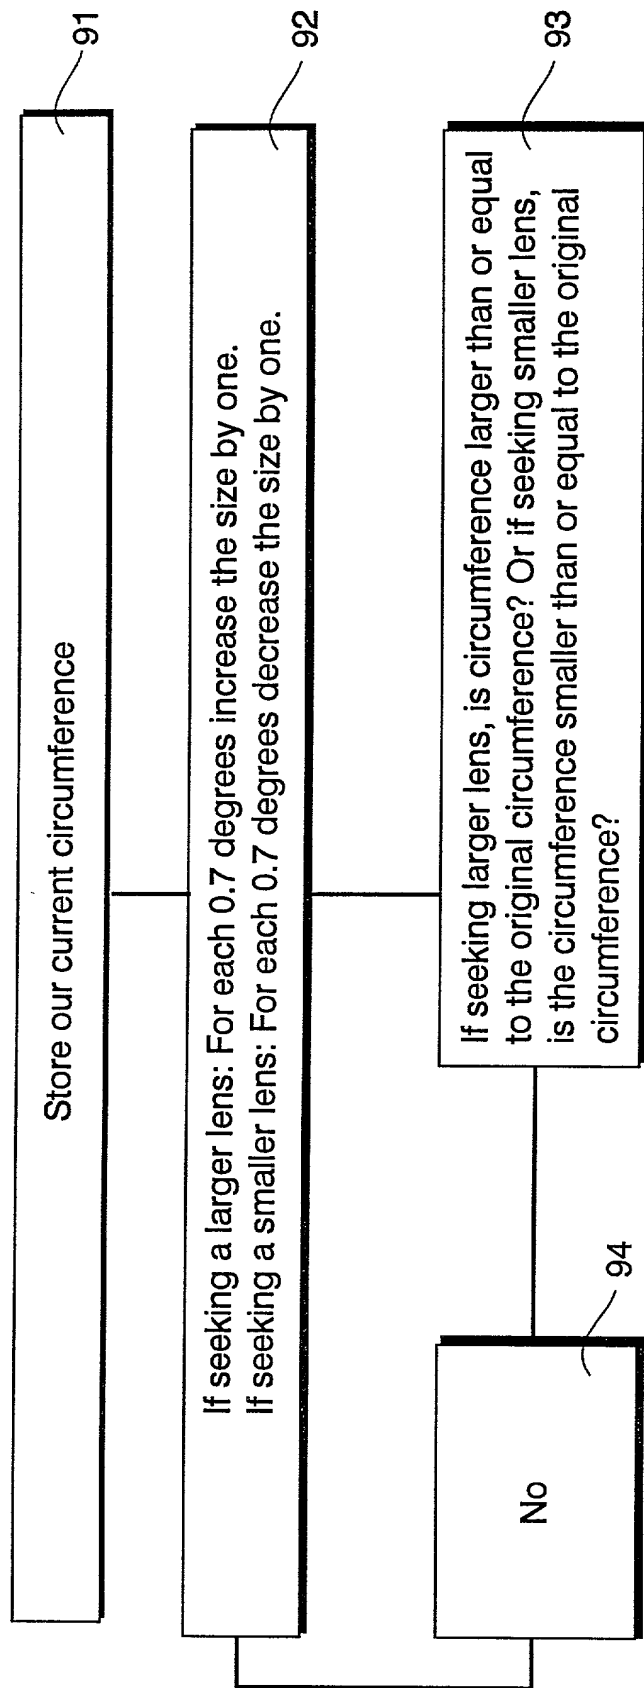 Store our current circumference
91
If seeking a larger lens: For each 0.7 degrees increase the size by one.
If seeking a smaller lens: For each 0.7 degrees decrease the size by one.
92
If seeking larger lens, is circumference larger than or equal
to the original circumference? Or if seeking smaller lens,
is the circumference smaller than or equal to the original
circumference?
93
No
94